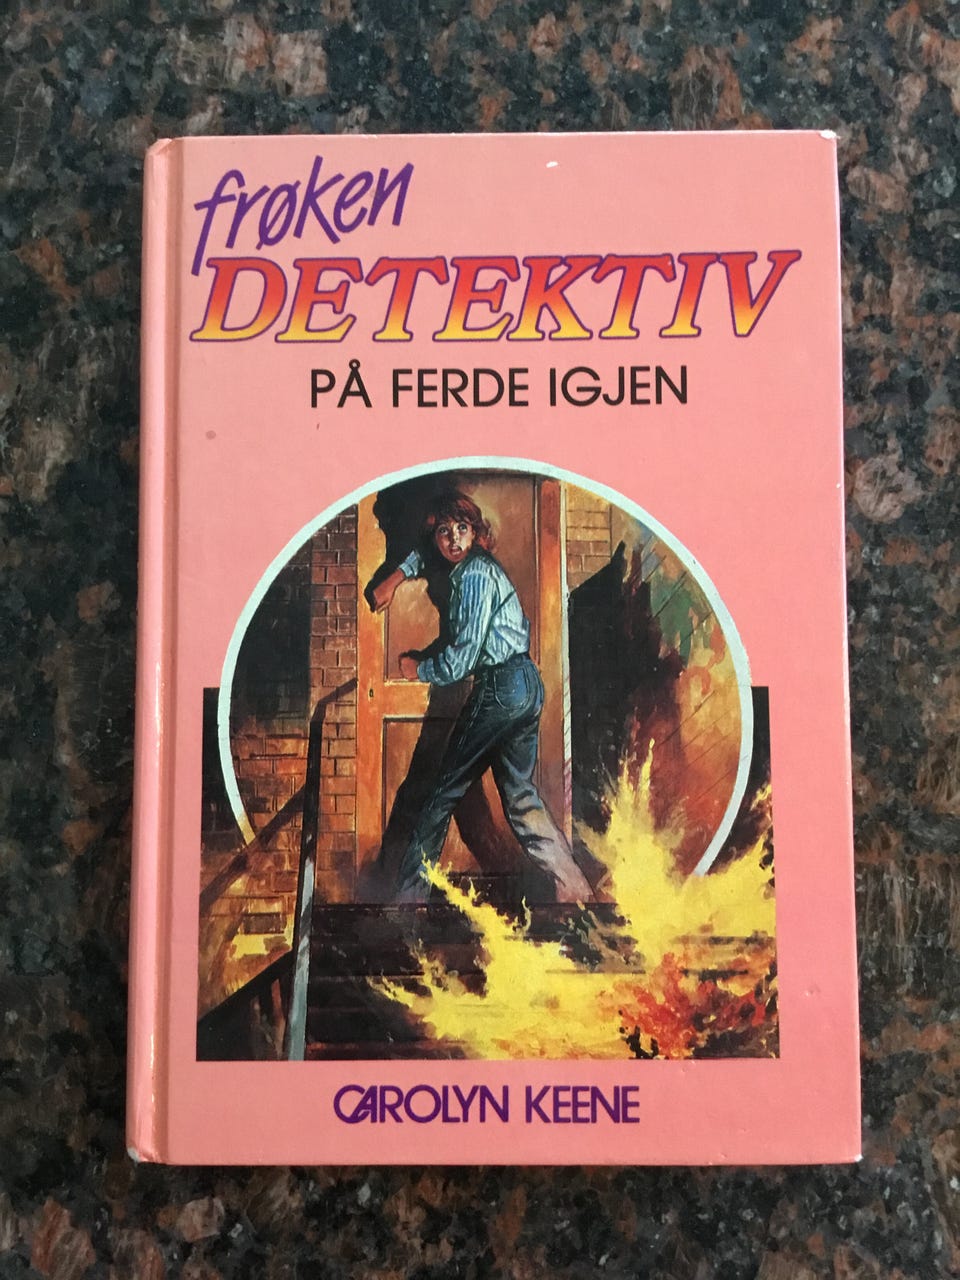 frøken
DETEKTIV
PÅ FERDE IGJEN
CAROLYN KEENE